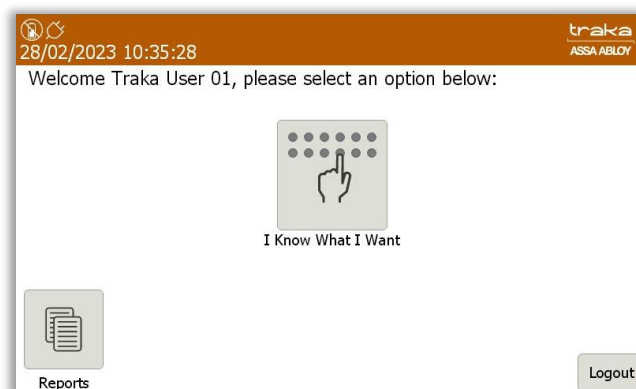 28/02/2023 10:35:28
traka
ASSA ABLOY
Welcome Traka User 01, please select an option below:
I Know What I Want
Reports
Logout